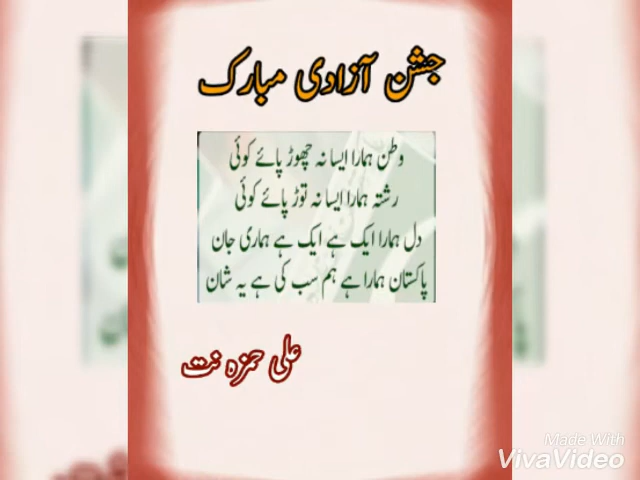 جشن آزادی مبارک
وطن ہمارا ایسا نہ چھوڑ پائے کوئی
رشتہ ہمارا ایسا نہ توڑ پائے کوئی
دل ہمارا ایک ہے ایک ہے ہماری جان
پاکستان ہمارا ہے ہم سب کی ہے یہ شان
علی حمزہ نت
Made With
VivaVideo